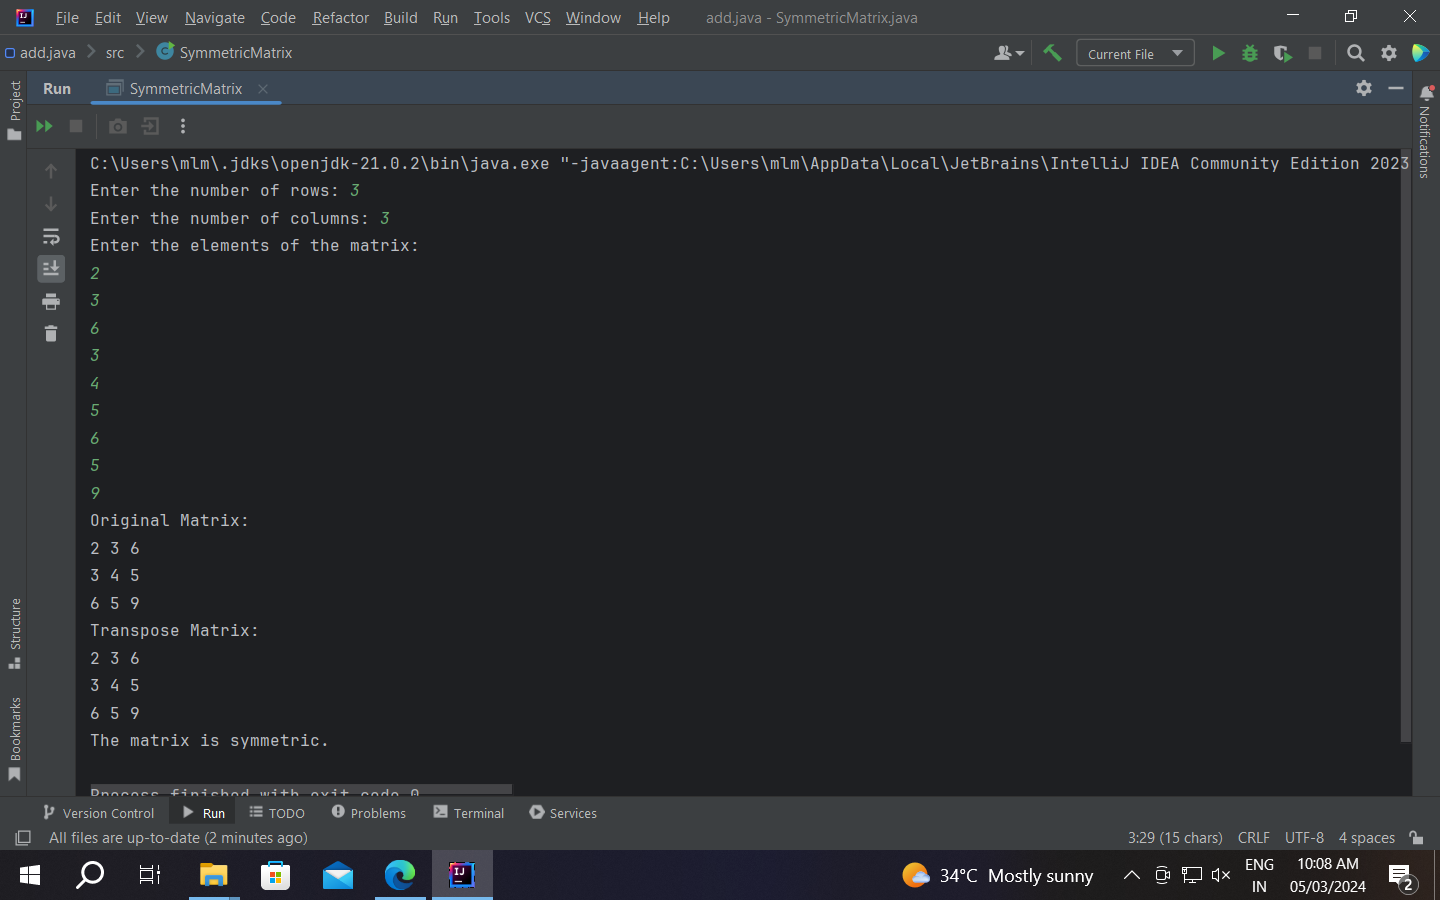 File Edit View Navigate Code Refactor Build Run Tools VCS Window Help add.java - SymmetricMatrix.java
add.java src SymmetricMatrix Current File
Run SymmetricMatrix
Project
Notifications
C:\Users\mlm\.jdks\openjdk-21.0.2\bin\java.exe "-javaagent:C:\Users\mlm\AppData\Local\JetBrains\IntelliJ IDEA Community Edition 2023
Enter the number of rows: 3
Enter the number of columns: 3
Enter the elements of the matrix:
2
3
6
3
4
5
6
5
9
Original Matrix:
2 3 6
3 4 5
6 5 9
Transpose Matrix:
2 3 6
3 4 5
6 5 9
The matrix is symmetric.
Process finished with exit code 0
Structure
Bookmarks
Version Control Run TODO Problems Terminal Services
All files are up-to-date (2 minutes ago) 3:29 (15 chars) CRLF UTF-8 4 spaces
34°C Mostly sunny ENG IN 10:08 AM 05/03/2024 2